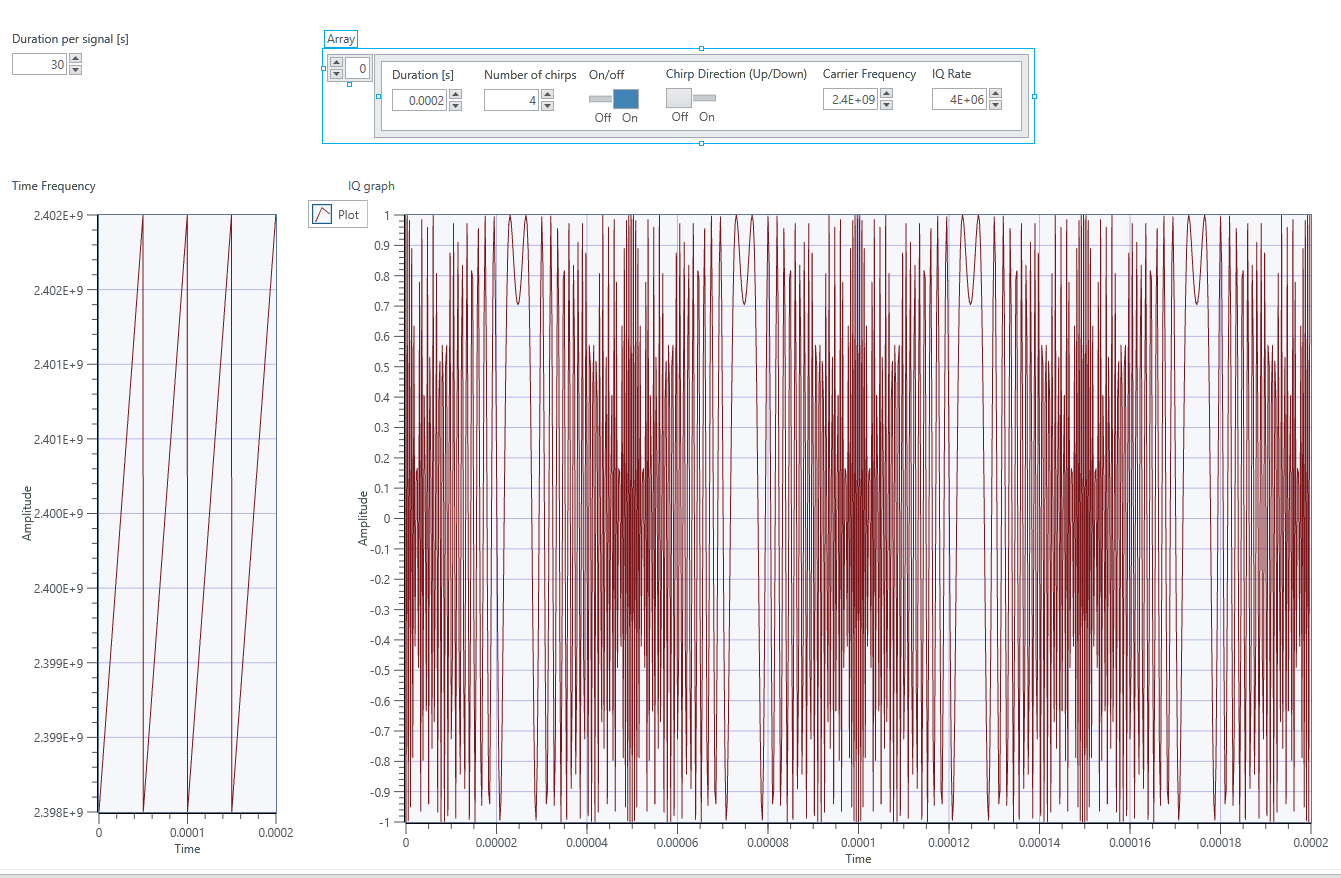 Duration per signal [s]
30
Array
0
Duration [s]
Number of chirps
On/off
Chirp Direction (Up/Down)
Carrier Frequency
IQ Rate
0.0002
4
Off On
Off On
2.4E+09
4E+06
Time Frequency
2.402E+9
2.402E+9
2.401E+9
2.401E+9
2.400E+9
2.400E+9
2.399E+9
2.399E+9
2.398E+9
Amplitude
0 0.0001 0.0002
Time
IQ graph
Plot
1
0.9
0.8
0.7
0.6
0.5
0.4
0.3
0.2
0.1
0
-0.1
-0.2
-0.3
-0.4
-0.5
-0.6
-0.7
-0.8
-0.9
-1
Amplitude
0 0.00002 0.00004 0.00006 0.00008 0.0001 0.00012 0.00014 0.00016 0.00018 0.0002
Time